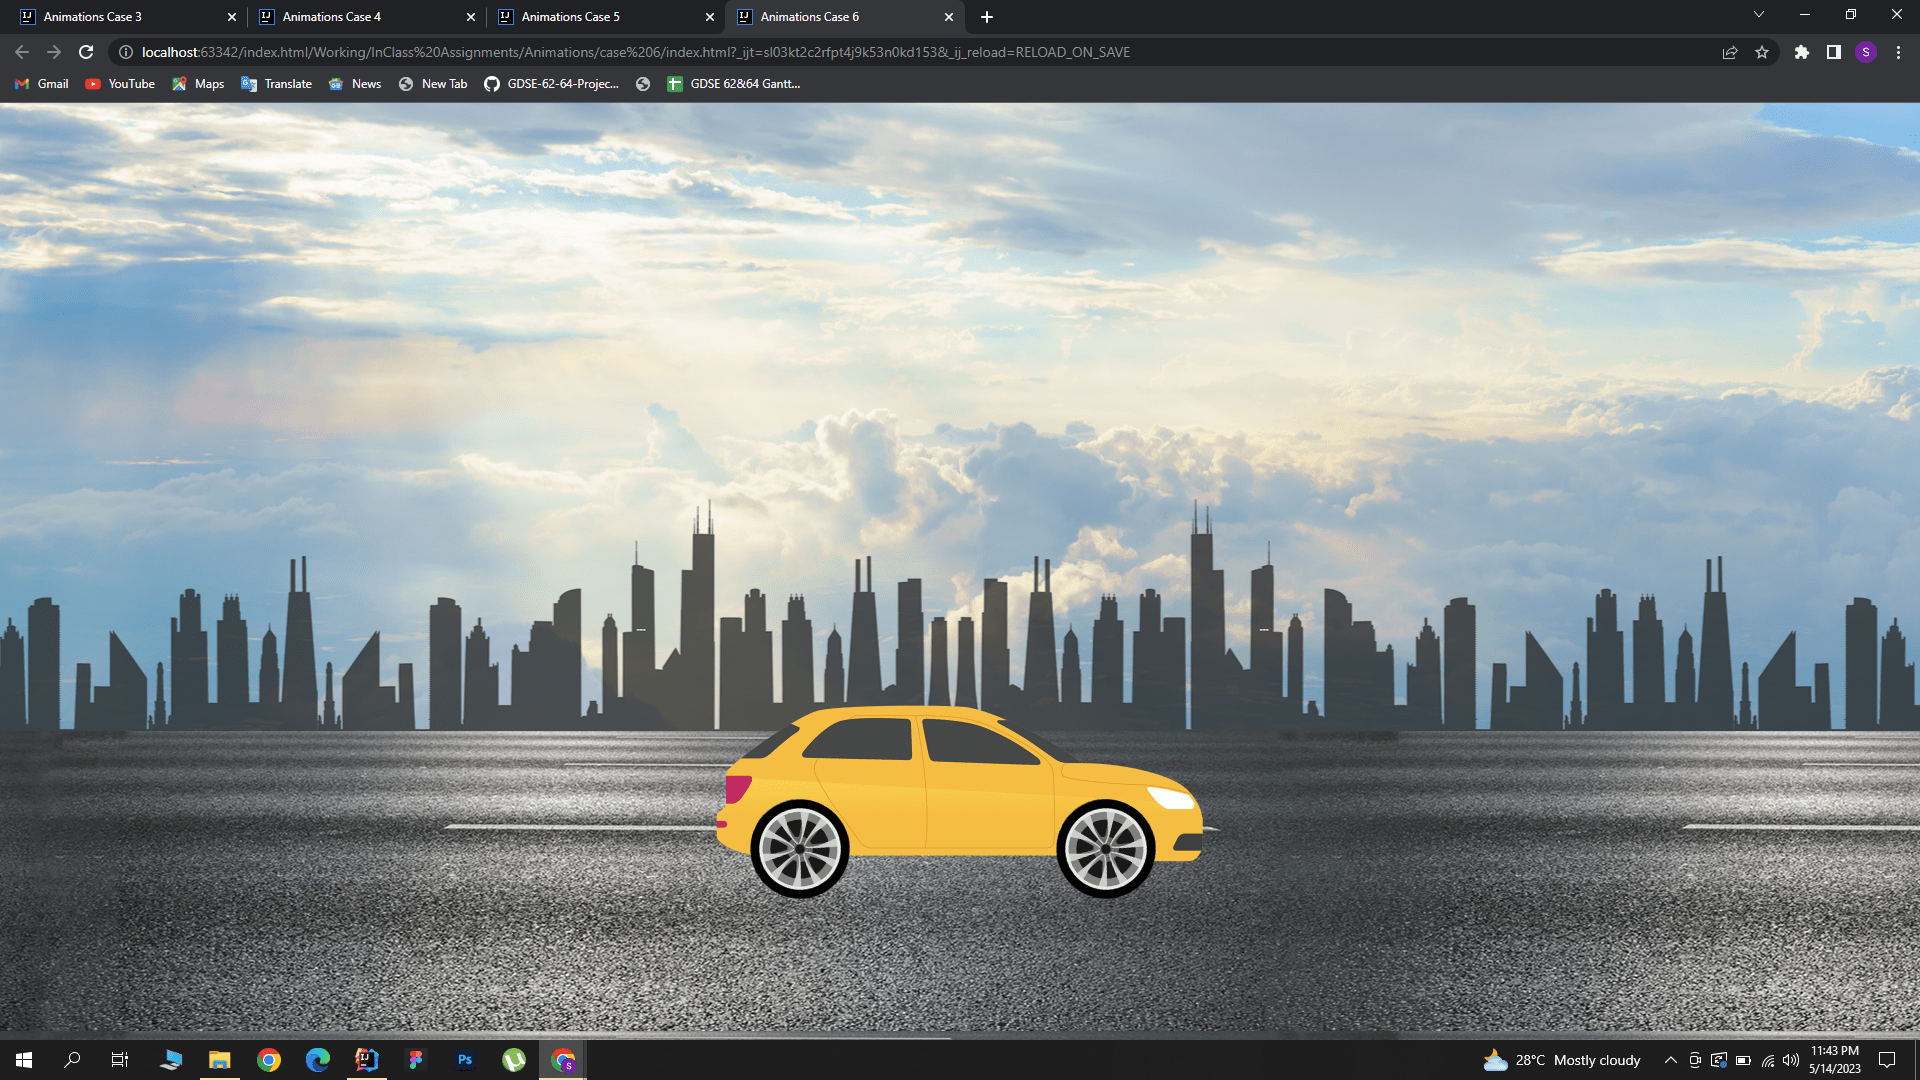 Animations Case 3
Animations Case 4
Animations Case 5
Animations Case 6
localhost:63342/index.html/Working/InClass%20Assignments/Animations/case%206/index.html?_ijt=sl03kt2c2rfpt4j9k53n0kd153&_ij_reload=RELOAD_ON_SAVE
S
Gmail
YouTube
Maps
Translate
News
New Tab
GDSE-62-64-Projec...
GDSE 62&64 Gantt...
IJ
Ps
S
28°C Mostly cloudy
11:43 PM
5/14/2023